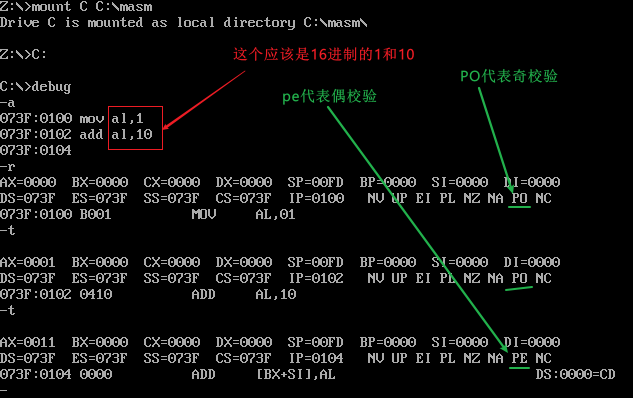 Z:\>mount C C:\masm
Drive C is mounted as local directory C:\masm\
Z:\>C:
这个应该是16进制的1和10
PO代表奇校验
pe代表偶校验
C:\>debug
-a
073F:0100 mov al,1
073F:0102 add al,10
073F:0104
-r
AX=0000 BX=0000 CX=0000 DX=0000 SP=00FD BP=0000 SI=0000 DI=0000
DS=073F ES=073F SS=073F CS=073F IP=0100 NV UP EI PL NZ NA PO NC
073F:0100 B001 MOV AL,01
-t
AX=0001 BX=0000 CX=0000 DX=0000 SP=00FD BP=0000 SI=0000 DI=0000
DS=073F ES=073F SS=073F CS=073F IP=0102 NV UP EI PL NZ NA PO NC
073F:0102 0410 ADD AL,10
-t
AX=0011 BX=0000 CX=0000 DX=0000 SP=00FD BP=0000 SI=0000 DI=0000
DS=073F ES=073F SS=073F CS=073F IP=0104 NV UP EI PL NZ NA PE NC
073F:0104 0000 ADD [BX+SI],AL DS:0000=CD
-